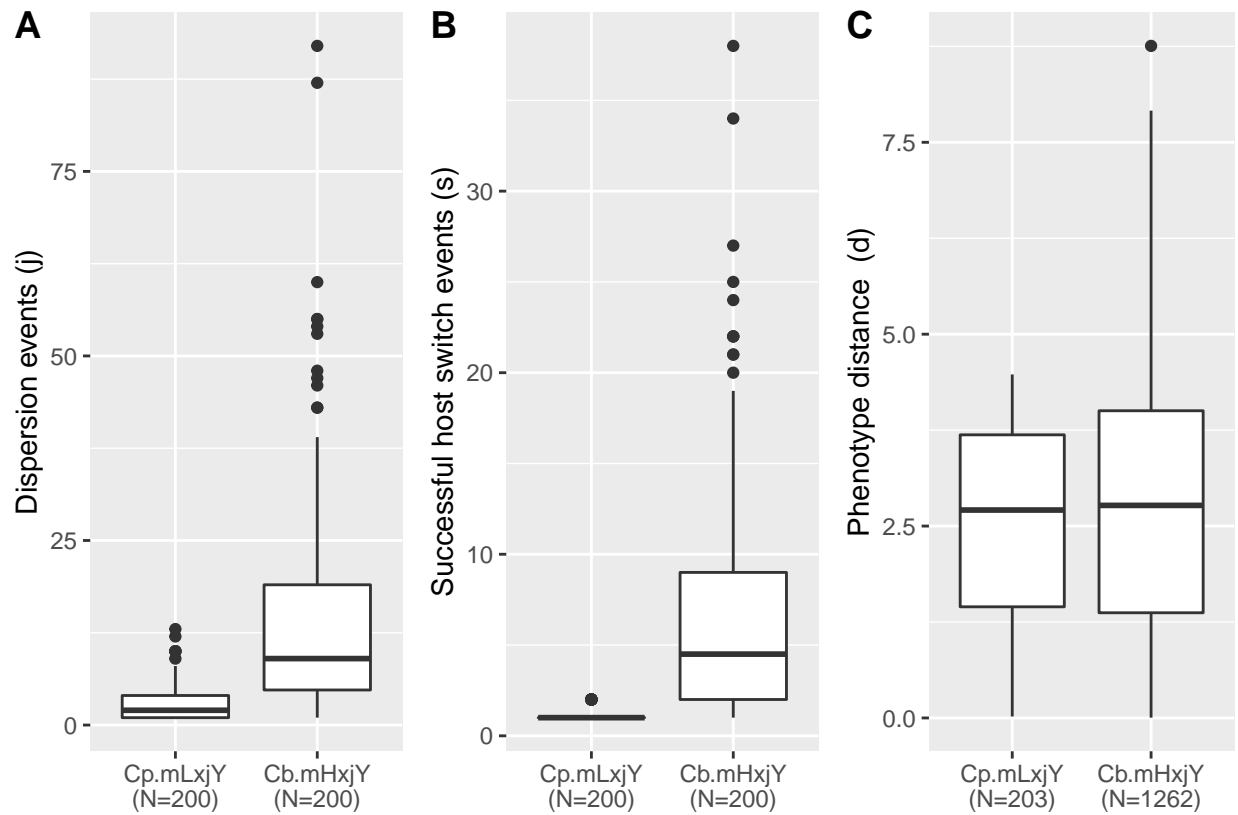 A
Dispersion events (j)
75
50
25
0
Cp.mLxjY
(N=200)
Cb.mHxjY
(N=200)
B
Successful host switch events (s)
30
20
10
0
Cp.mLxjY
(N=200)
Cb.mHxjY
(N=200)
C
Phenotype distance (d)
7.5
5.0
2.5
0.0
Cp.mLxjY
(N=203)
Cb.mHxjY
(N=1262)